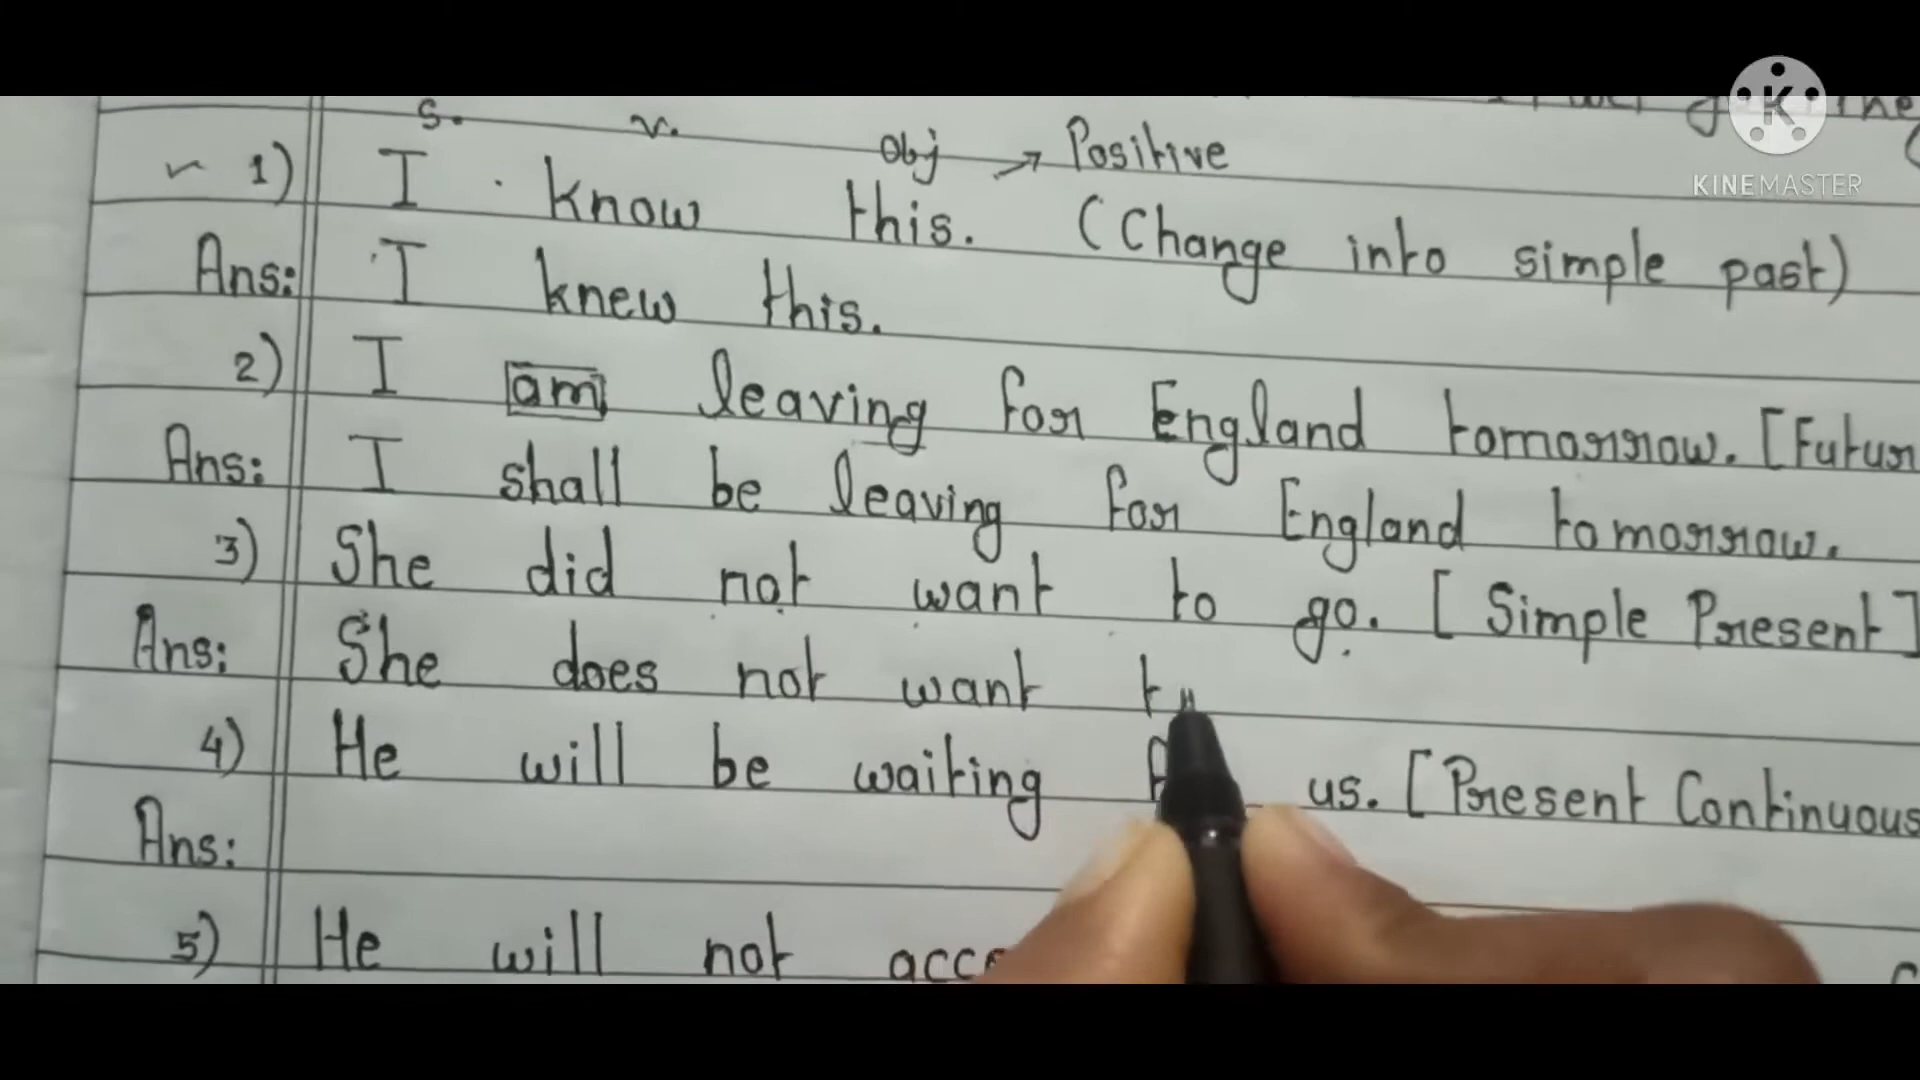 S. v. Obj → Positive
1) I know this. (Change into simple past)
Ans: I knew this.
2) I am leaving for England tomorrow. [Futur
Ans: I shall be leaving for England tomorrow.
3) She did not want to go. [Simple Present]
Ans: She does not want t
4) He will be waiting us. [Present Continuous
Ans:
5) He will not acce
KINEMASTER